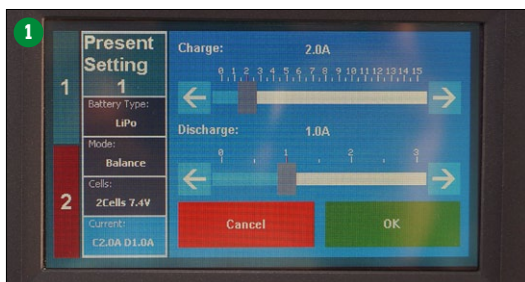 1
1
2
Present
Setting
1
Battery Type:
LiPo
Mode:
Balance
Cells:
2Cells 7.4V
Current:
C2.0A D1.0A
Charge: 2.0A
0 1 2 3 4 5 6 7 8 9 10 11 12 13 14 15
Discharge: 1.0A
0 1 2 3
Cancel OK